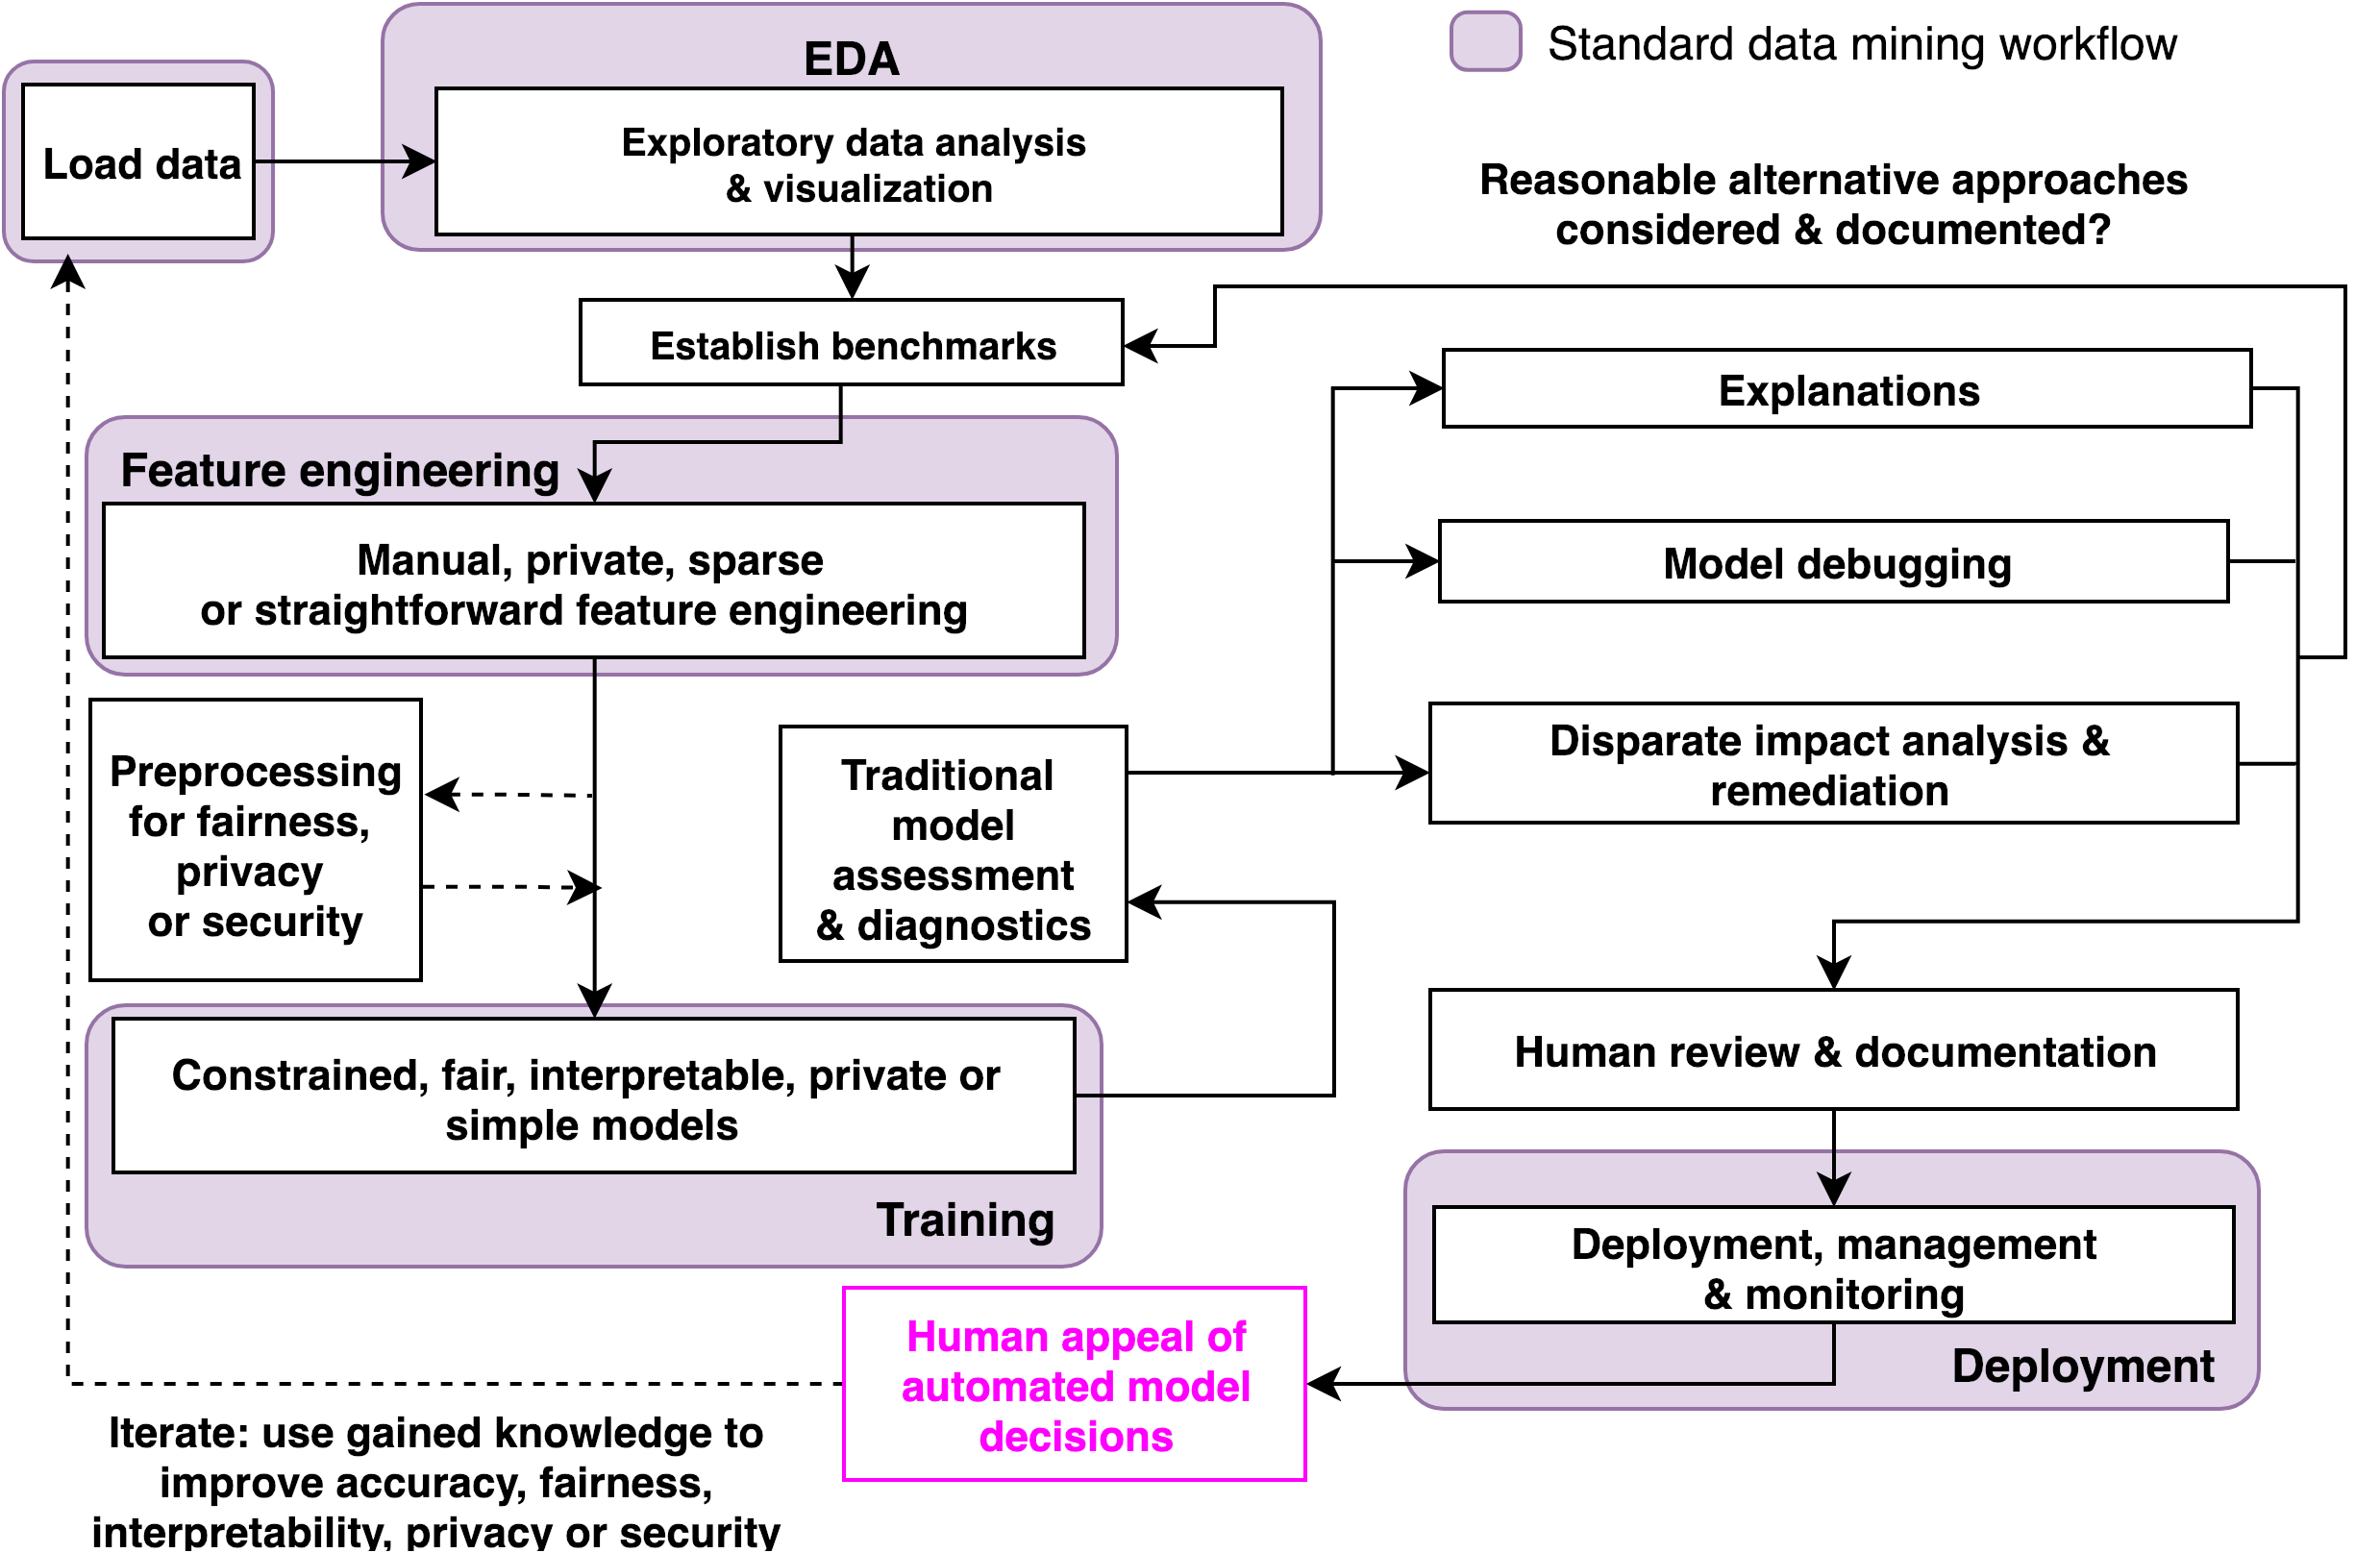 EDA
Standard data mining workflow
Load data
Exploratory data analysis
& visualization
Reasonable alternative approaches
considered & documented?
Establish benchmarks
Explanations
Feature engineering
Manual, private, sparse
or straightforward feature engineering
Model debugging
Preprocessing
for fairness,
privacy
or security
Traditional
model
assessment
& diagnostics
Disparate impact analysis &
remediation
Constrained, fair, interpretable, private or
simple models
Training
Human review & documentation
Deployment, management
& monitoring
Deployment
Human appeal of
automated model
decisions
Iterate: use gained knowledge to
improve accuracy, fairness,
interpretability, privacy or security